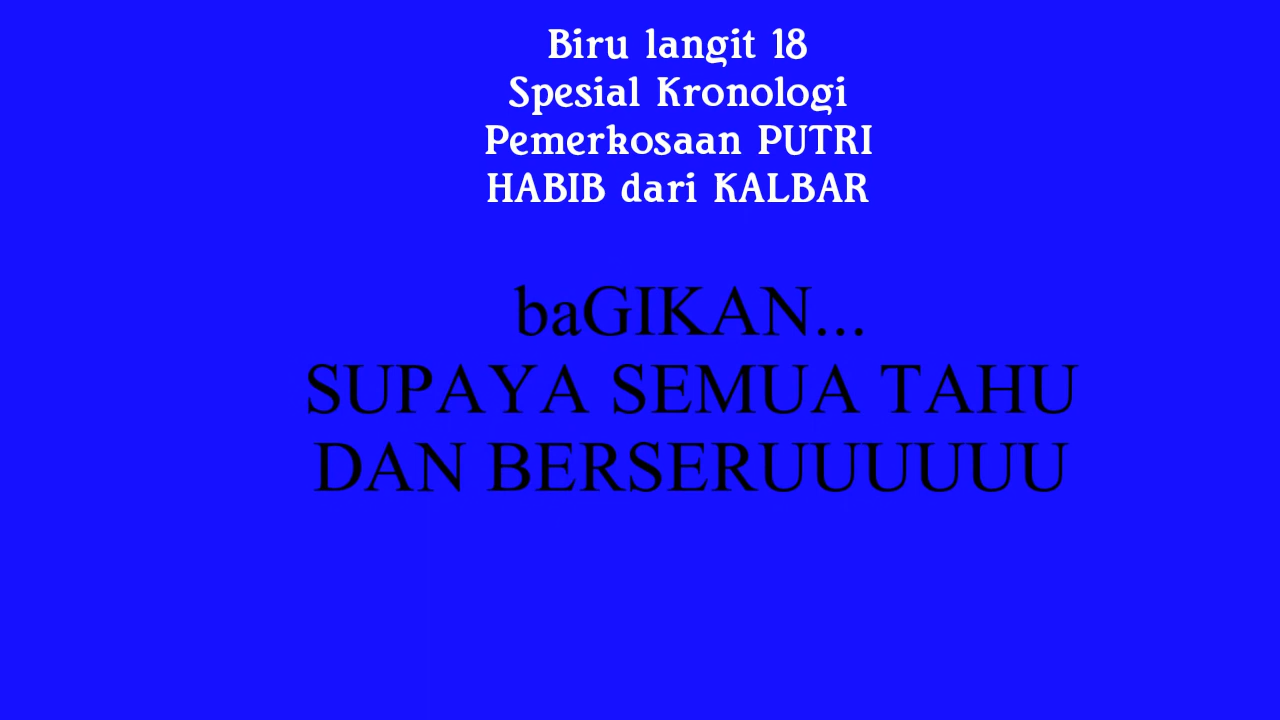 Biru langit 18
Spesial Kronologi
Pemerkosaan PUTRI
HABIB dari KALBAR
baGIKAN...
SUPAYA SEMUA TAHU
DAN BERSERUUUUUU